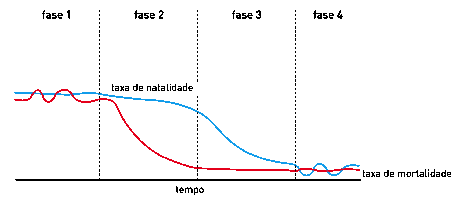 fase 1
fase 2
fase 3
fase 4
taxa de natalidade
taxa de mortalidade
tempo